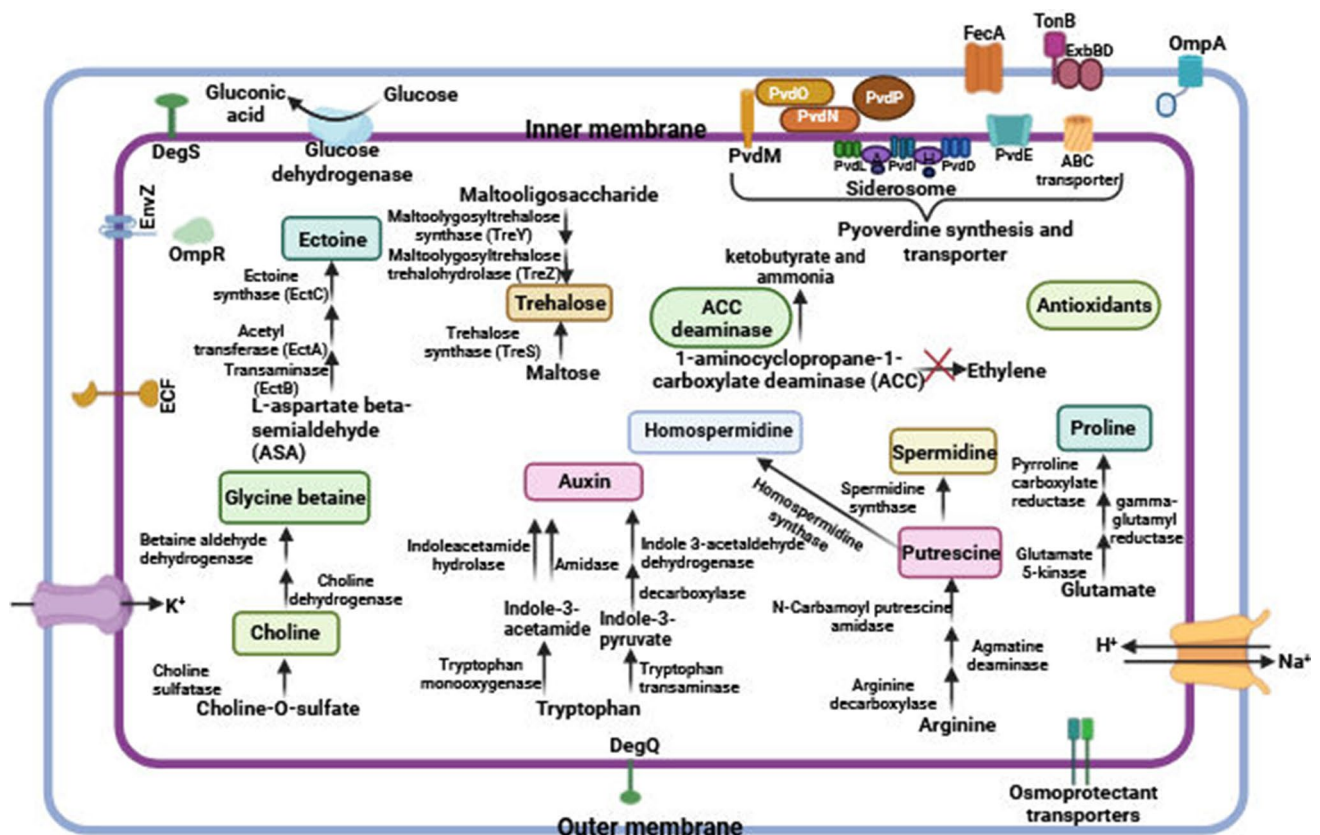 FecA
TonB
ExbBD
OmpA
Gluconic
acid
Glucose
PvdO
PvdP
PvdN
Inner membrane
DegS
Glucose
dehydrogenase
PvdM
PvdL
A
PvdI
H
PvdD
PvdE
ABC
transporter
Siderosome
Pyoverdine synthesis and
transporter
EnvZ
OmpR
Ectoine
Ectoine
synthase (EctC)
Acetyl
transferase (EctA)
Transaminase
(EctB)
L-aspartate beta-
semialdehyde
(ASA)
Maltooligosaccharide
Maltoolygosyltrehalose
synthase (TreY)
Maltoolygosyltrehalose
trehalohydrolase (TreZ)
Trehalose
Trehalose
synthase (TreS)
Maltose
ketobutyrate and
ammonia
ACC
deaminase
1-aminocyclopropane-1-
carboxylate deaminase (ACC)
Ethylene
Antioxidants
ECF
Glycine betaine
Betaine aldehyde
dehydrogenase
Choline
dehydrogenase
K+
Choline
Choline
sulfatase
Choline-O-sulfate
Auxin
Indoleacetamide
hydrolase
Amidase
Indole 3-acetaldehyde
dehydrogenase
decarboxylase
Indole-3-
acetamide
Indole-3-
pyruvate
Tryptophan
monooxygenase
Tryptophan
transaminase
Tryptophan
Homospermidine
Homospermidine
synthase
Spermidine
Spermidine
synthase
Putrescine
N-Carbamoyl putrescine
amidase
Agmatine
deaminase
Arginine
decarboxylase
Arginine
Proline
Pyrroline
carboxylate
reductase
gamma-
glutamyl
reductase
Glutamate
5-kinase
Glutamate
H+
Na+
DegQ
Osmoprotectant
transporters
Outer membrane